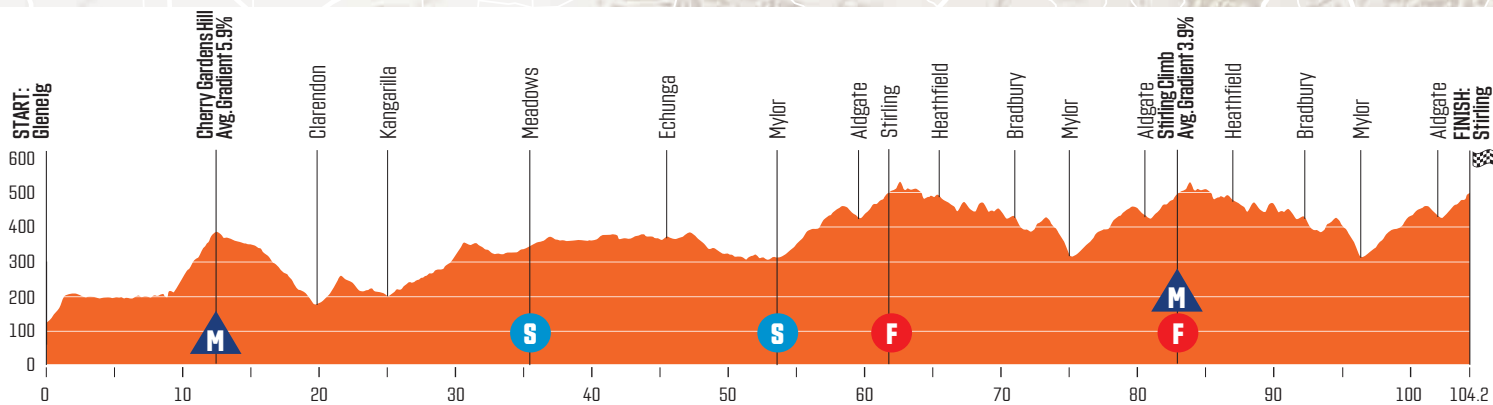 START:
Glenelg
Cherry Gardens Hill
Avg. Gradient 5.9%
Clarendon
Kangarilla
Meadows
Echunga
Mylor
Aldgate
Stirling
Heathfield
Bradbury
Mylor
Aldgate
Stirling Climb
Avg. Gradient 3.9%
Heathfield
Bradbury
Mylor
Aldgate
FINISH:
Stirling
600
500
400
300
200
100
0
M
S
S
F
M
F
0
10
20
30
40
50
60
70
80
90
100
104.2